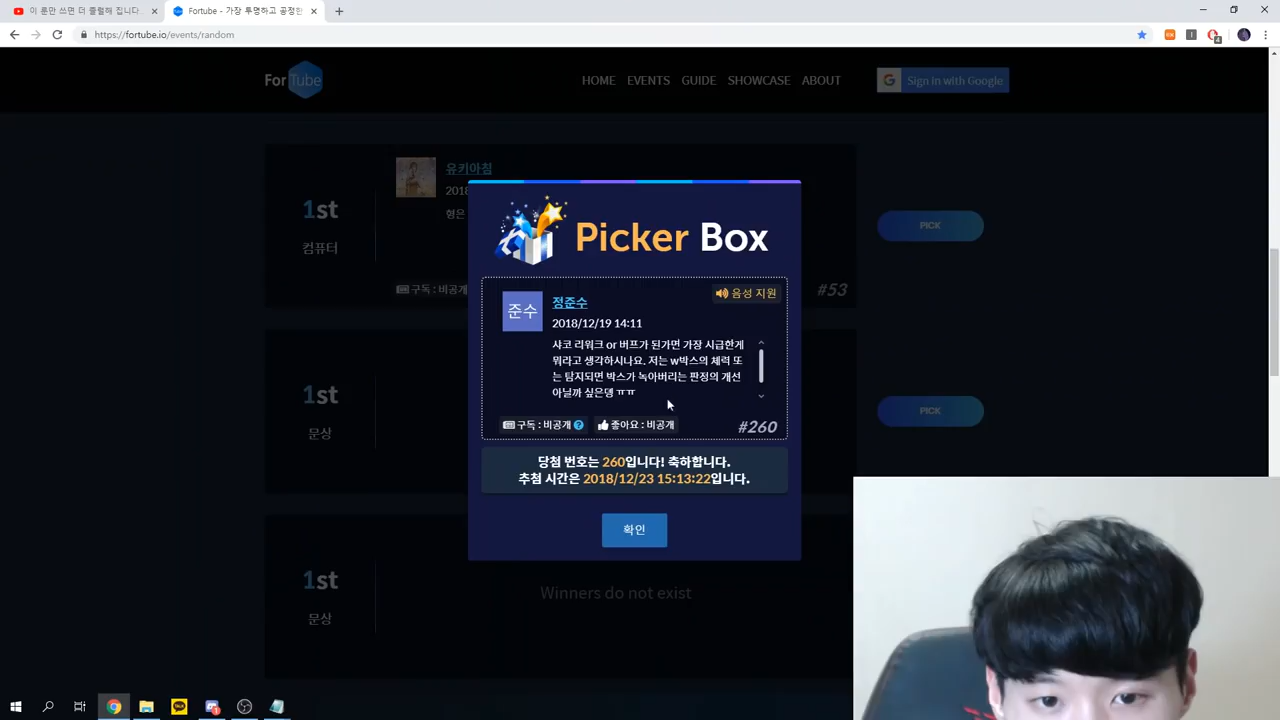 이 룬만 쓰면 더 졸렬해 집니다...
Fortube - 가장 투명하고 공정한
https://fortube.io/events/random
4
ForTube
HOME
EVENTS
GUIDE
SHOWCASE
ABOUT
Sign in with Google
1st
컴퓨터
유키아침
2018
형은
구독 : 비공개
#53
PICK
Picker Box
음성 지원
준수
정준수
2018/12/19 14:11
샤코 리워크 or 버프가 된가면 가장 시급한게
뭐라고 생각하시나요. 저는 w박스의 체력 또
는 탐지되면 박스가 녹아버리는 판정의 개선
아닐까 싶은뎅 ㅠㅠ
구독 : 비공개
좋아요 : 비공개
#260
당첨 번호는 260입니다! 축하합니다.
추첨 시간은 2018/12/23 15:13:22입니다.
확인
1st
문상
PICK
1st
문상
Winners do not exist
TALK